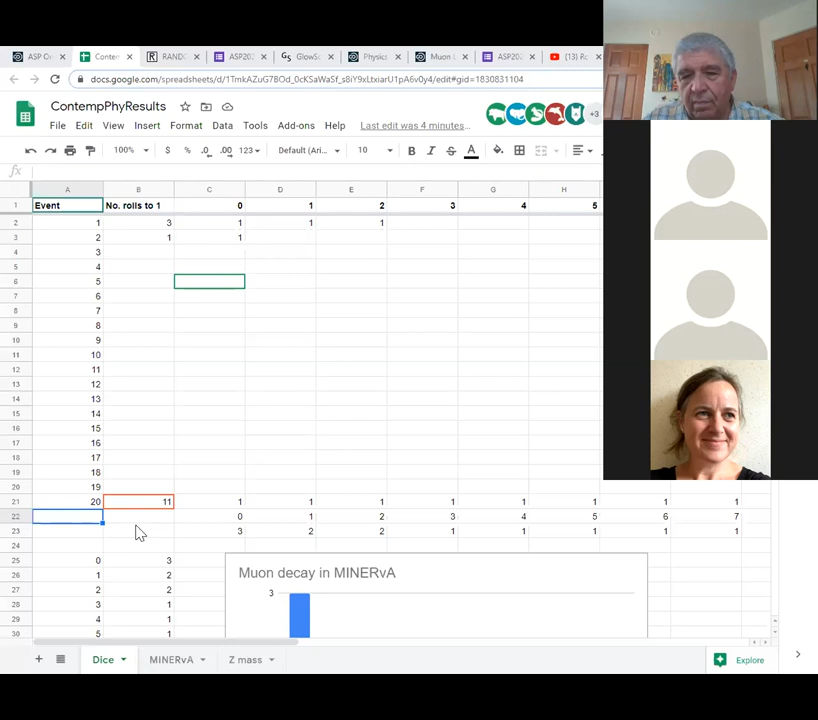 ASP On
Conten
RAND
ASP20
GlowSc
Physics
Muon L
ASP20
(13) R
docs.google.com/spreadsheets/d/1TmkAZuG7BOd_0cKSaWaSf_s8iY9xLtxiarU1pA6v0y4/edit#gid=1830831104
ContempPhyResults
+3
File Edit View Insert Format Data Tools Add-ons Help Last edit was 4 minutes…
100% $ % .0 .00 123 Default (Ari... 10 B I S A
fx
A B C D E F G H
1 Event No. rolls to 1 0 1 2 3 4 5
2 1 3 1 1 1
3 2 1 1
4 3
5 4
6 5
7 6
8 7
9 8
10 9
11 10
12 11
13 12
14 13
15 14
16 15
17 16
18 17
19 18
20 19
21 20 11 1 1 1 1 1 1 1 1
22 0 1 2 3 4 5 6 7
23 3 2 2 1 1 1 1 1
24
25 0 3
26 1 2
27 2 2
28 3 1
29 4 1
30 5 1
Muon decay in MINERvA
3
Dice MINERvA Z mass Explore